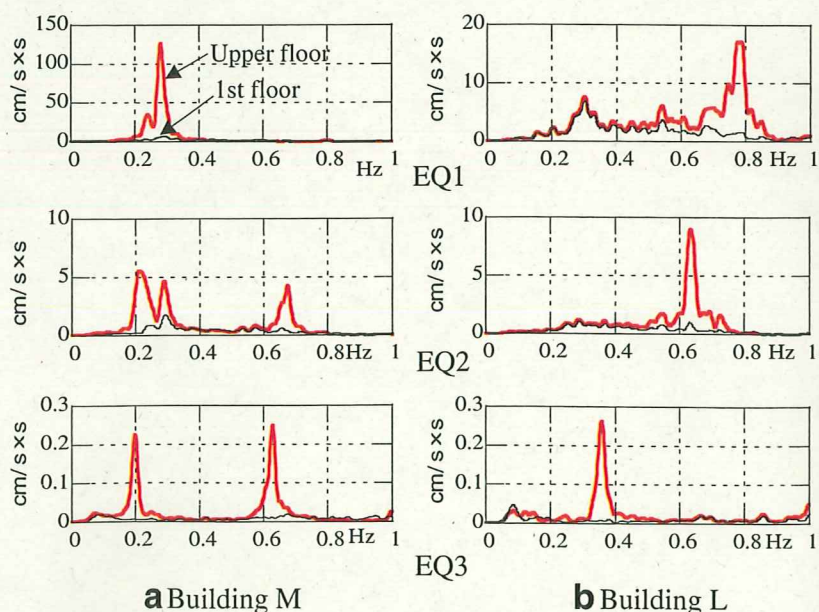 150
100
50
0
cm/ s ×s
Upper floor
1st floor
0 0.2 0.4 0.6 0.8 1
Hz
20
10
0
cm/ s ×s
0 0.2 0.4 0.6 0.8 Hz 1
EQ1
10
5
0
cm/ s ×s
0 0.2 0.4 0.6 0.8Hz 1
10
5
0
cm/ s ×s
0 0.2 0.4 0.6 0.8 Hz 1
EQ2
0.3
0.2
0.1
0
cm/ s ×s
0 0.2 0.4 0.6 0.8 Hz 1
0.3
0.2
0.1
0
cm/ s ×s
0 0.2 0.4 0.6 0.8 Hz 1
EQ3
a Building M
b Building L